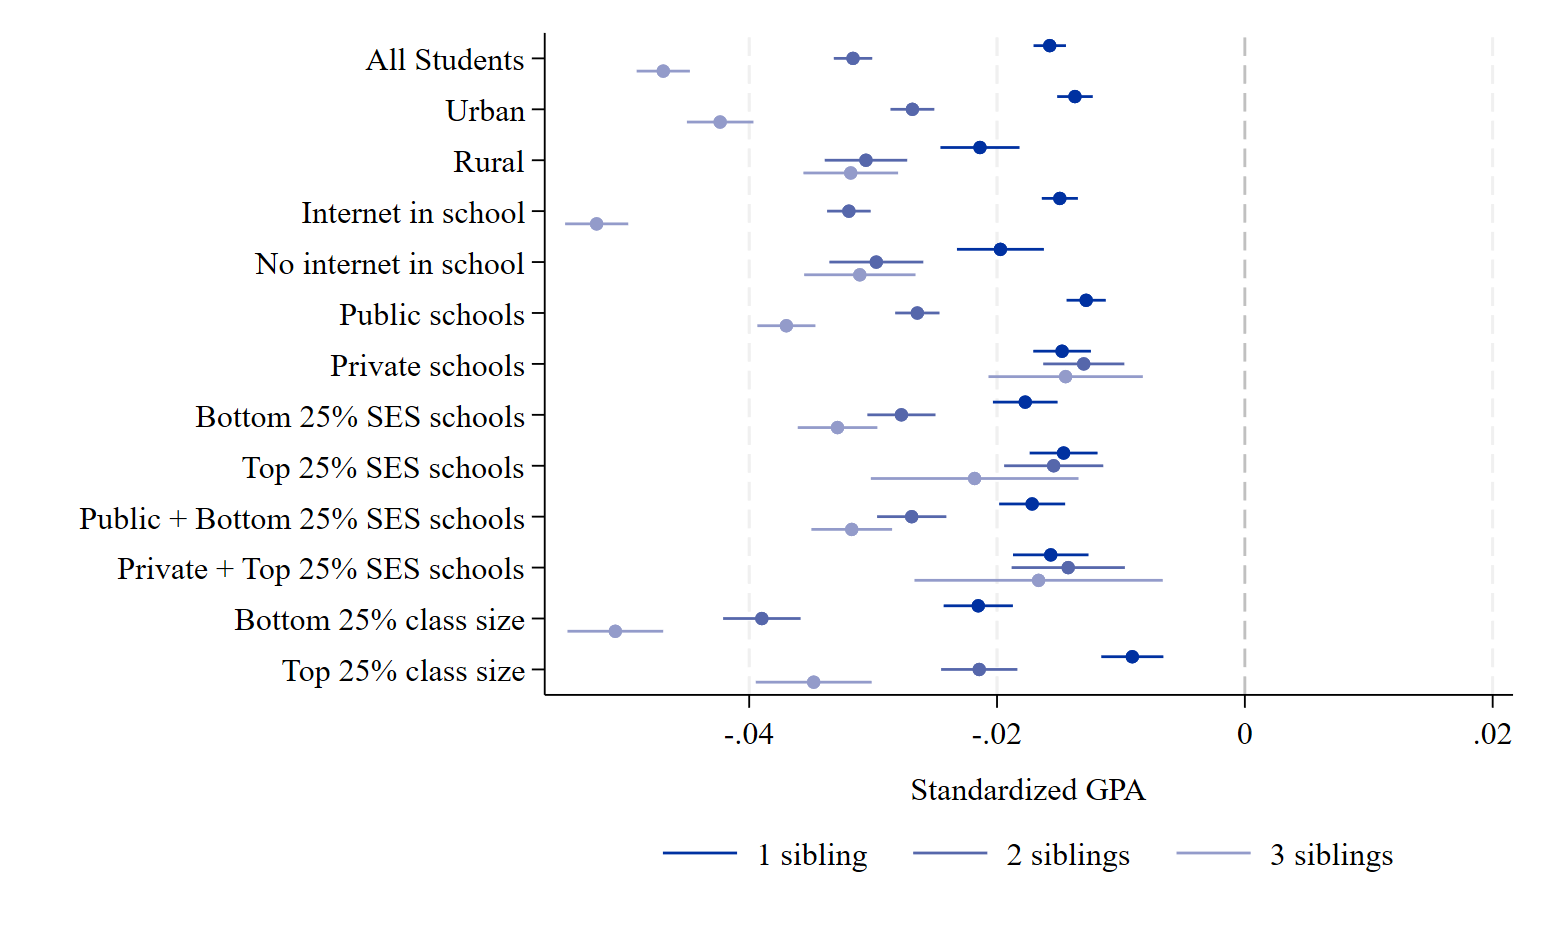 All Students
Urban
Rural
Internet in school
No internet in school
Public schools
Private schools
Bottom 25% SES schools
Top 25% SES schools
Public + Bottom 25% SES schools
Private + Top 25% SES schools
Bottom 25% class size
Top 25% class size
-.04 -.02 0 .02
Standardized GPA
1 sibling 2 siblings 3 siblings